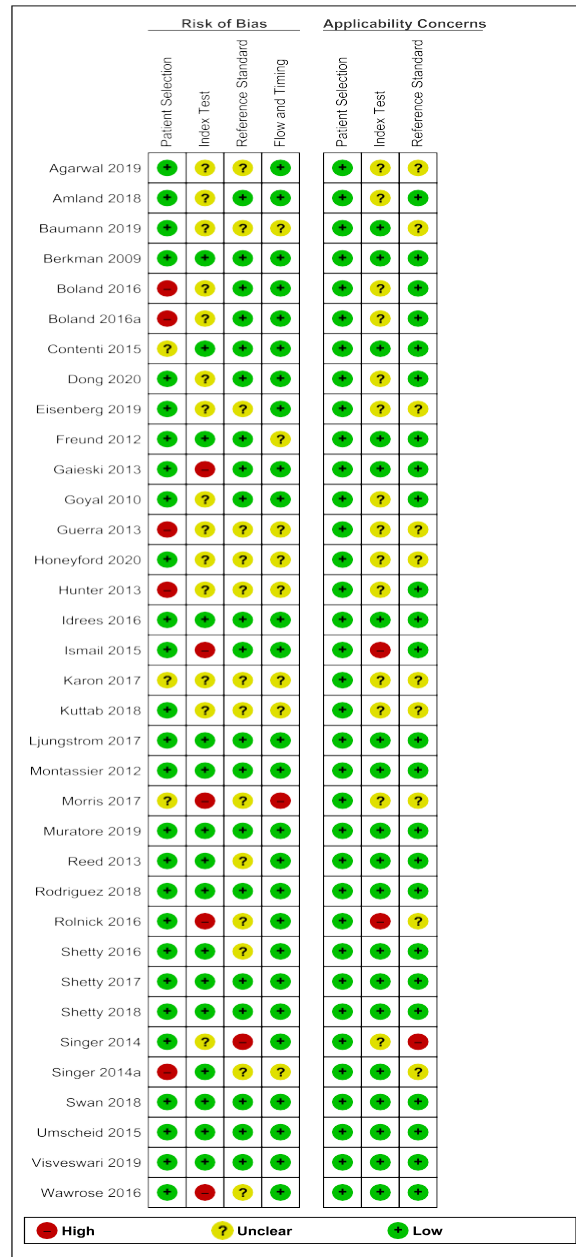 Risk of Bias Applicability Concerns
Patient Selection Index Test Reference Standard Flow and Timing Patient Selection Index Test Reference Standard
Agarwal 2019 + ? ? + + ? ?
Amland 2018 + ? + + + ? +
Baumann 2019 + ? ? ? + + ?
Berkman 2009 + + + + + + +
Boland 2016 – ? + + + ? +
Boland 2016a – ? + + + ? +
Contenti 2015 ? + + + + + +
Dong 2020 + ? + + + ? +
Eisenberg 2019 + ? ? + + ? ?
Freund 2012 + + + ? + + +
Gaieski 2013 + – + + + + +
Goyal 2010 + ? + + + ? +
Guerra 2013 – ? ? ? + ? ?
Honeyford 2020 + ? ? ? + ? ?
Hunter 2013 – ? ? ? + ? +
Idrees 2016 + + + + + + +
Ismail 2015 + – + + + – +
Karon 2017 ? ? ? ? + ? ?
Kuttab 2018 + ? ? ? + ? ?
Ljungstrom 2017 + + + + + + +
Montassier 2012 + + + + + + +
Morris 2017 ? – ? – + ? ?
Muratore 2019 + + + + + + +
Reed 2013 + + ? + + + +
Rodriguez 2018 + + + + + + +
Rolnick 2016 + – ? + + – ?
Shetty 2016 + + ? + + + +
Shetty 2017 + + + + + + +
Shetty 2018 + + + + + + +
Singer 2014 + ? – + + ? –
Singer 2014a – + ? ? + + ?
Swan 2018 + + + + + + +
Umscheid 2015 + + + + + + +
Visveswari 2019 + + + + + + +
Wawrose 2016 + – ? + + + +
– High ? Unclear + Low